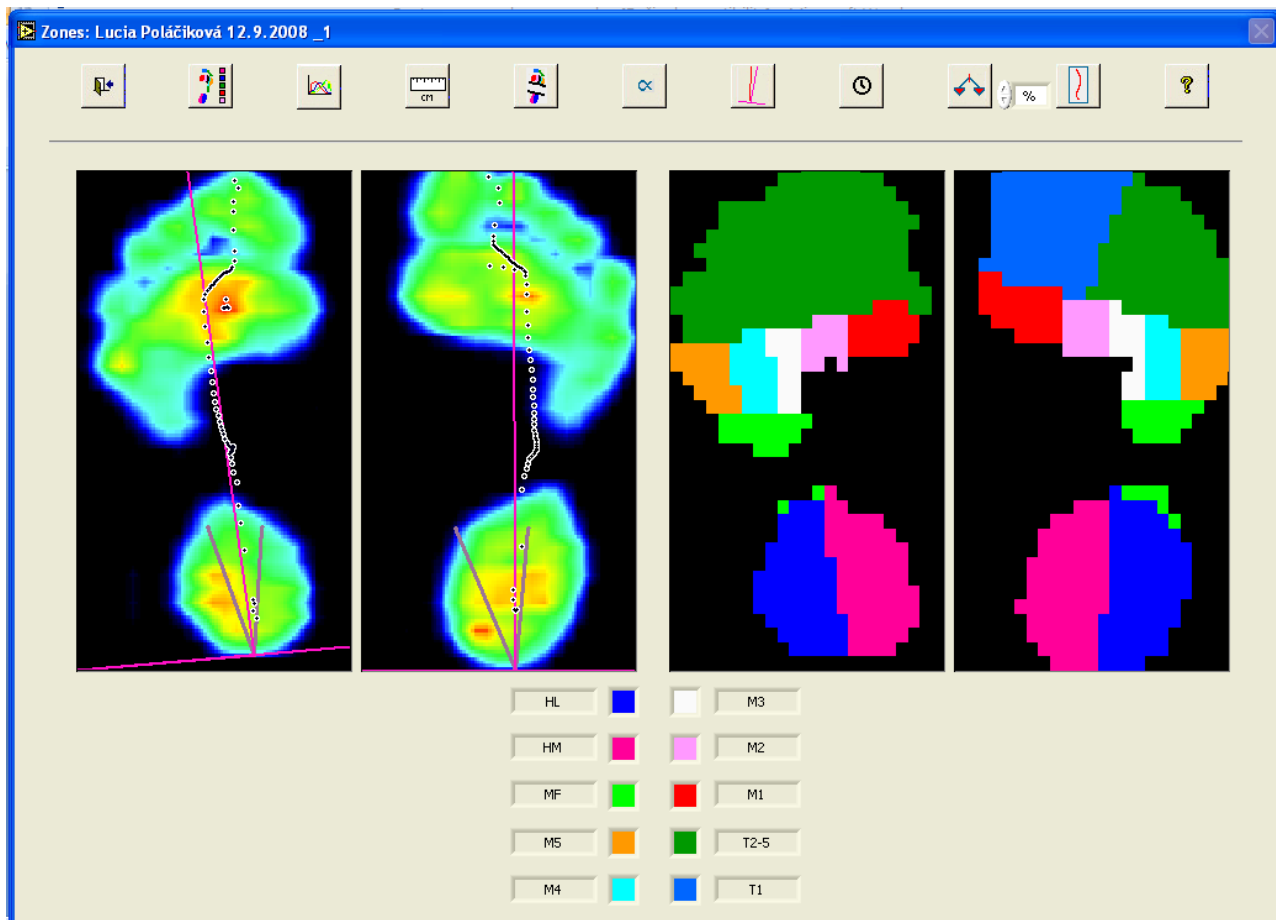 Zones: Lucia Poláčiková 12.9.2008 _1
CM
α
%
?
HL
M3
HM
M2
MF
M1
M5
T2-5
M4
T1